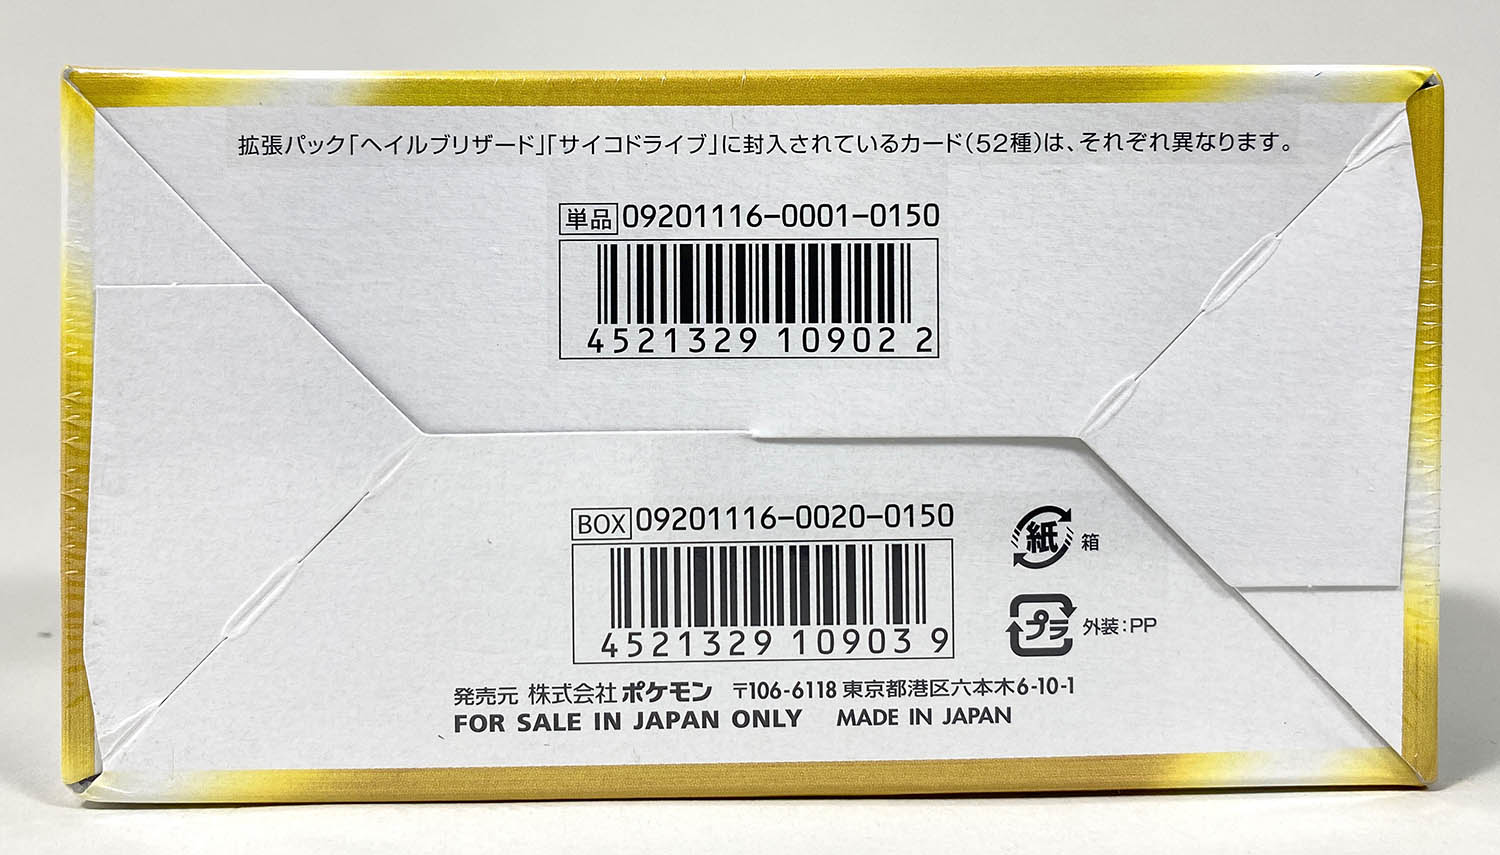 拡張パック「ヘイルブリザード」「サイコドライブ」に封入されているカード(52種)は、それぞれ異なります。
単品 09201116-0001-0150
4521329 10902 2
BOX 09201116-0020-0150
4521329 10903 9
紙 箱
プラ 外装:PP
発売元 株式会社ポケモン 〒106-6118 東京都港区六本木6-10-1
FOR SALE IN JAPAN ONLY MADE IN JAPAN